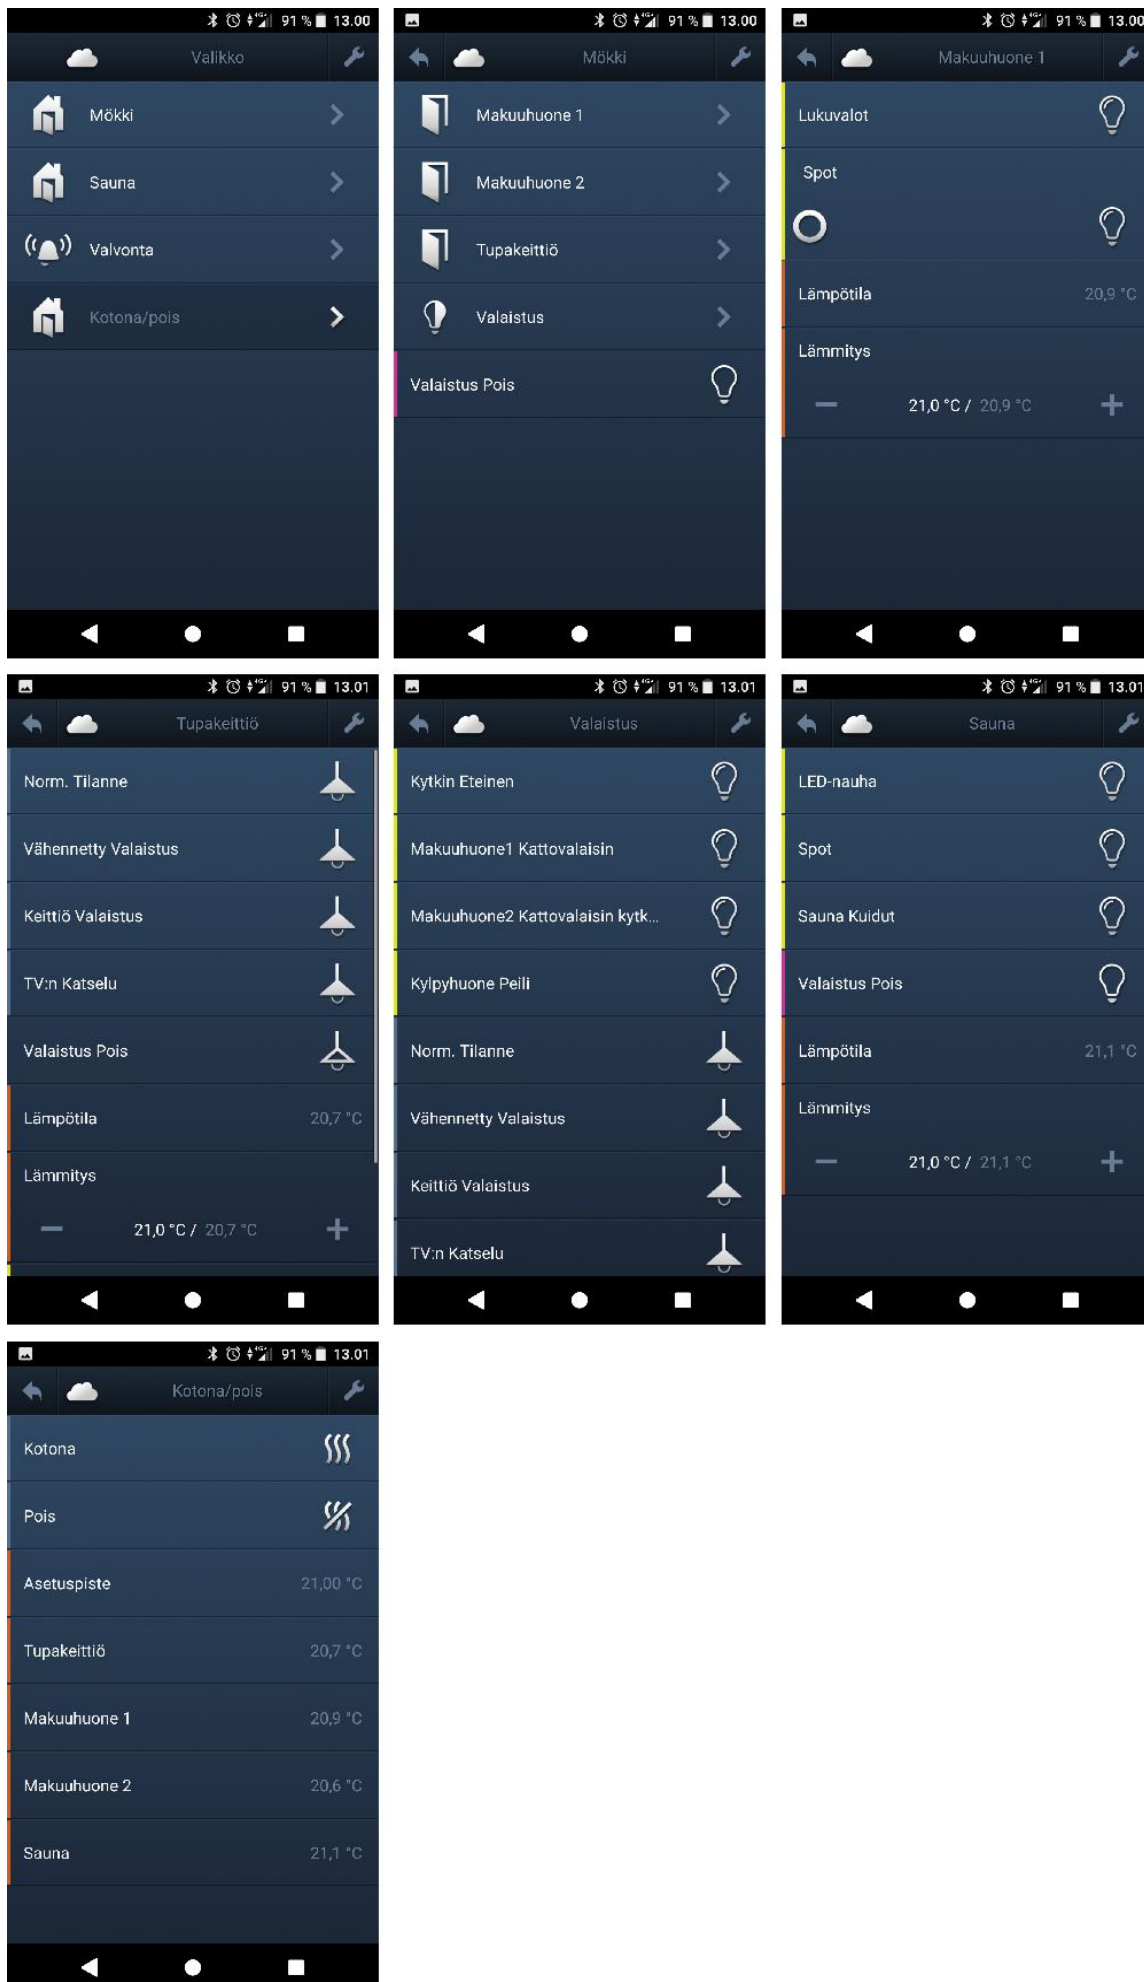 91 % 13.00
Valikko
Mökki
Sauna
Valvonta
Kotona/pois
91 % 13.00
Mökki
Makuuhuone 1
Makuuhuone 2
Tupakeittiö
Valaistus
Valaistus Pois
91 % 13.00
Makuuhuone 1
Lukuvalot
Spot
Lämpötila 20,9 °C
Lämmitys
21,0 °C / 20,9 °C
4G 91 % 13.01
Tupakeittiö
Norm. Tilanne
Vähennetty Valaistus
Keittiö Valaistus
TV:n Katselu
Valaistus Pois
Lämpötila 20,7 °C
Lämmitys
21,0 °C / 20,7 °C
4G 91 % 13.01
Valaistus
Kytkin Eteinen
Makuuhuone1 Kattovalaisin
Makuuhuone2 Kattovalaisin kytk...
Kylpyhuone Peili
Norm. Tilanne
Vähennetty Valaistus
Keittiö Valaistus
TV:n Katselu
4G 91 % 13.01
Sauna
LED-nauha
Spot
Sauna Kuidut
Valaistus Pois
Lämpötila 21,1 °C
Lämmitys
21,0 °C / 21,1 °C
4G 91 % 13.01
Kotona/pois
Kotona
Pois
Asetuspiste 21,00 °C
Tupakeittiö 20,7 °C
Makuuhuone 1 20,9 °C
Makuuhuone 2 20,6 °C
Sauna 21,1 °C